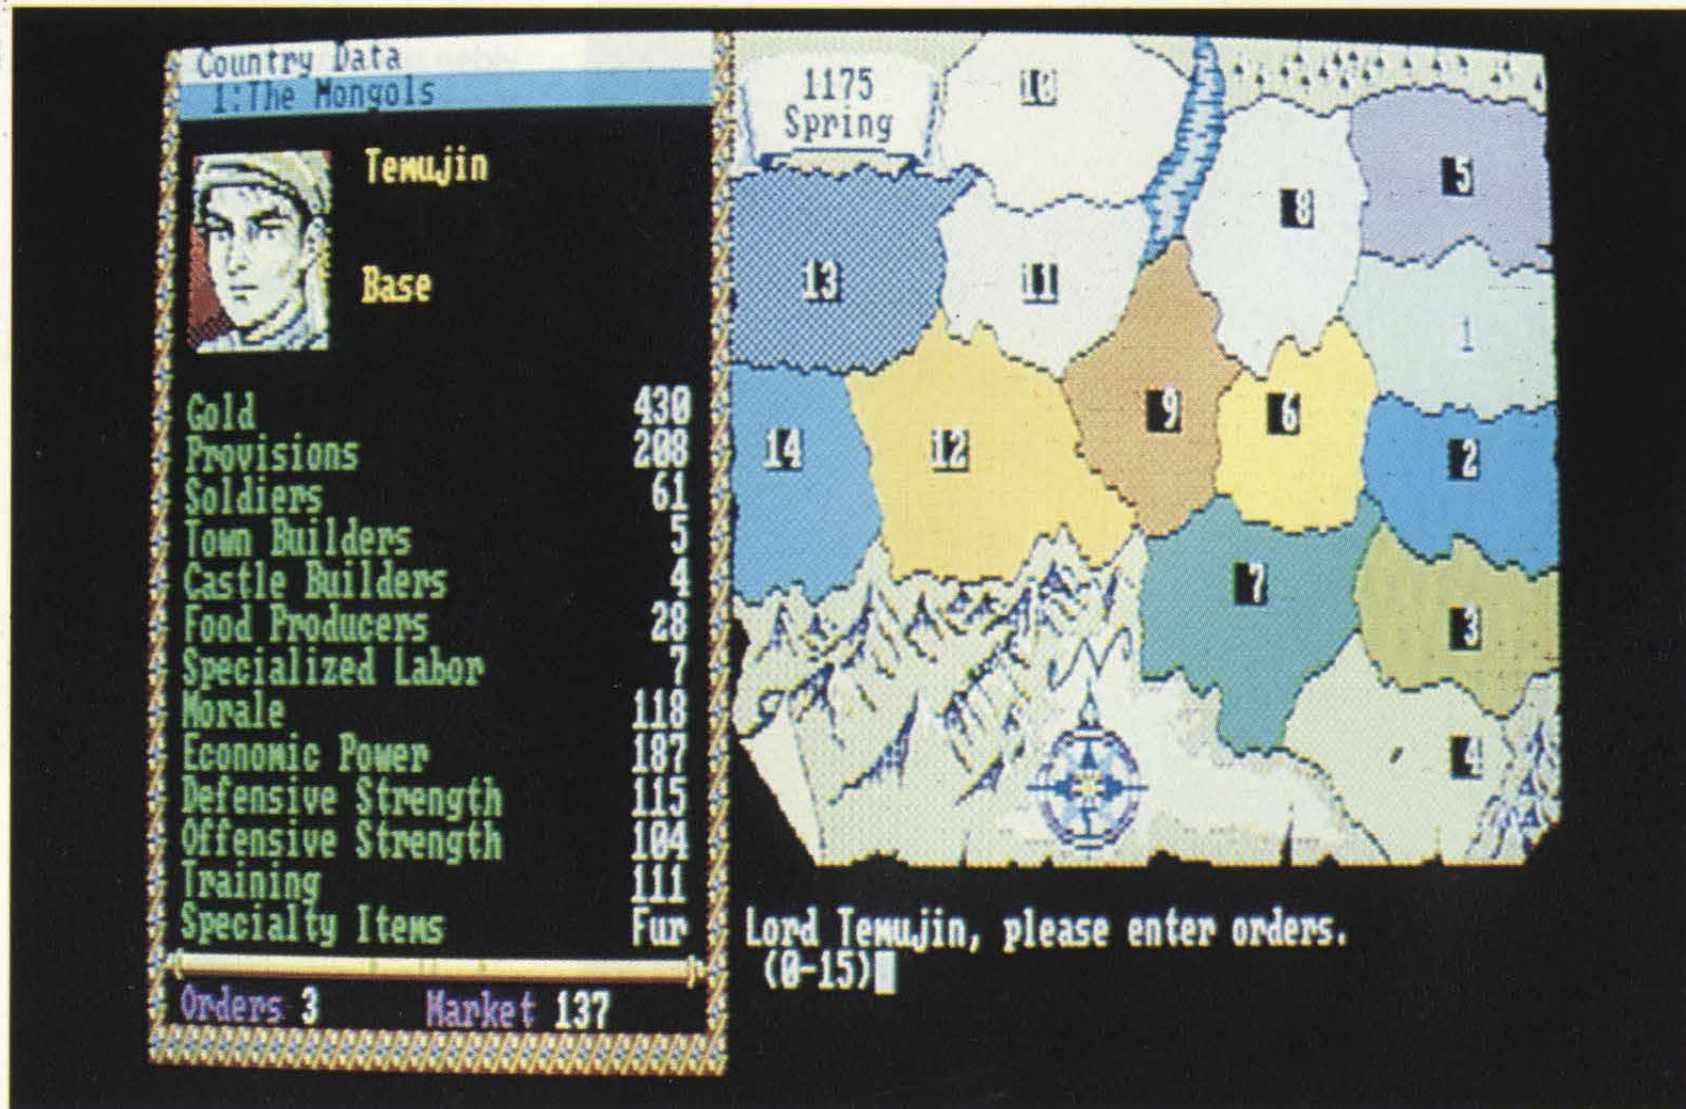 Country Data
1:The Mongols
Temujin
Base
Gold 430
Provisions 208
Soldiers 61
Town Builders 5
Castle Builders 4
Food Producers 28
Specialized Labor 7
Morale 118
Economic Power 187
Defensive Strength 115
Offensive Strength 104
Training 111
Specialty Items Fur
Orders 3 Market 137
1175
Spring
10
5
8
13
11
1
9
6
14
12
2
7
3
N
4
Lord Temujin, please enter orders.
(0-15)